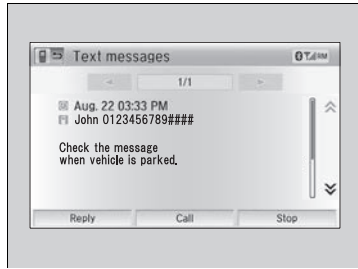 Text messages
1/1
Aug. 22 03:33 PM
John 0123456789####
Check the message
when vehicle is parked.
Reply Call Stop